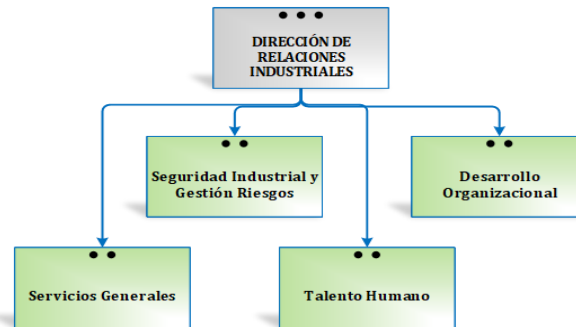 DIRECCIÓN DE
RELACIONES
INDUSTRIALES
Seguridad Industrial y
Gestión Riesgos
Desarrollo
Organizacional
Servicios Generales
Talento Humano